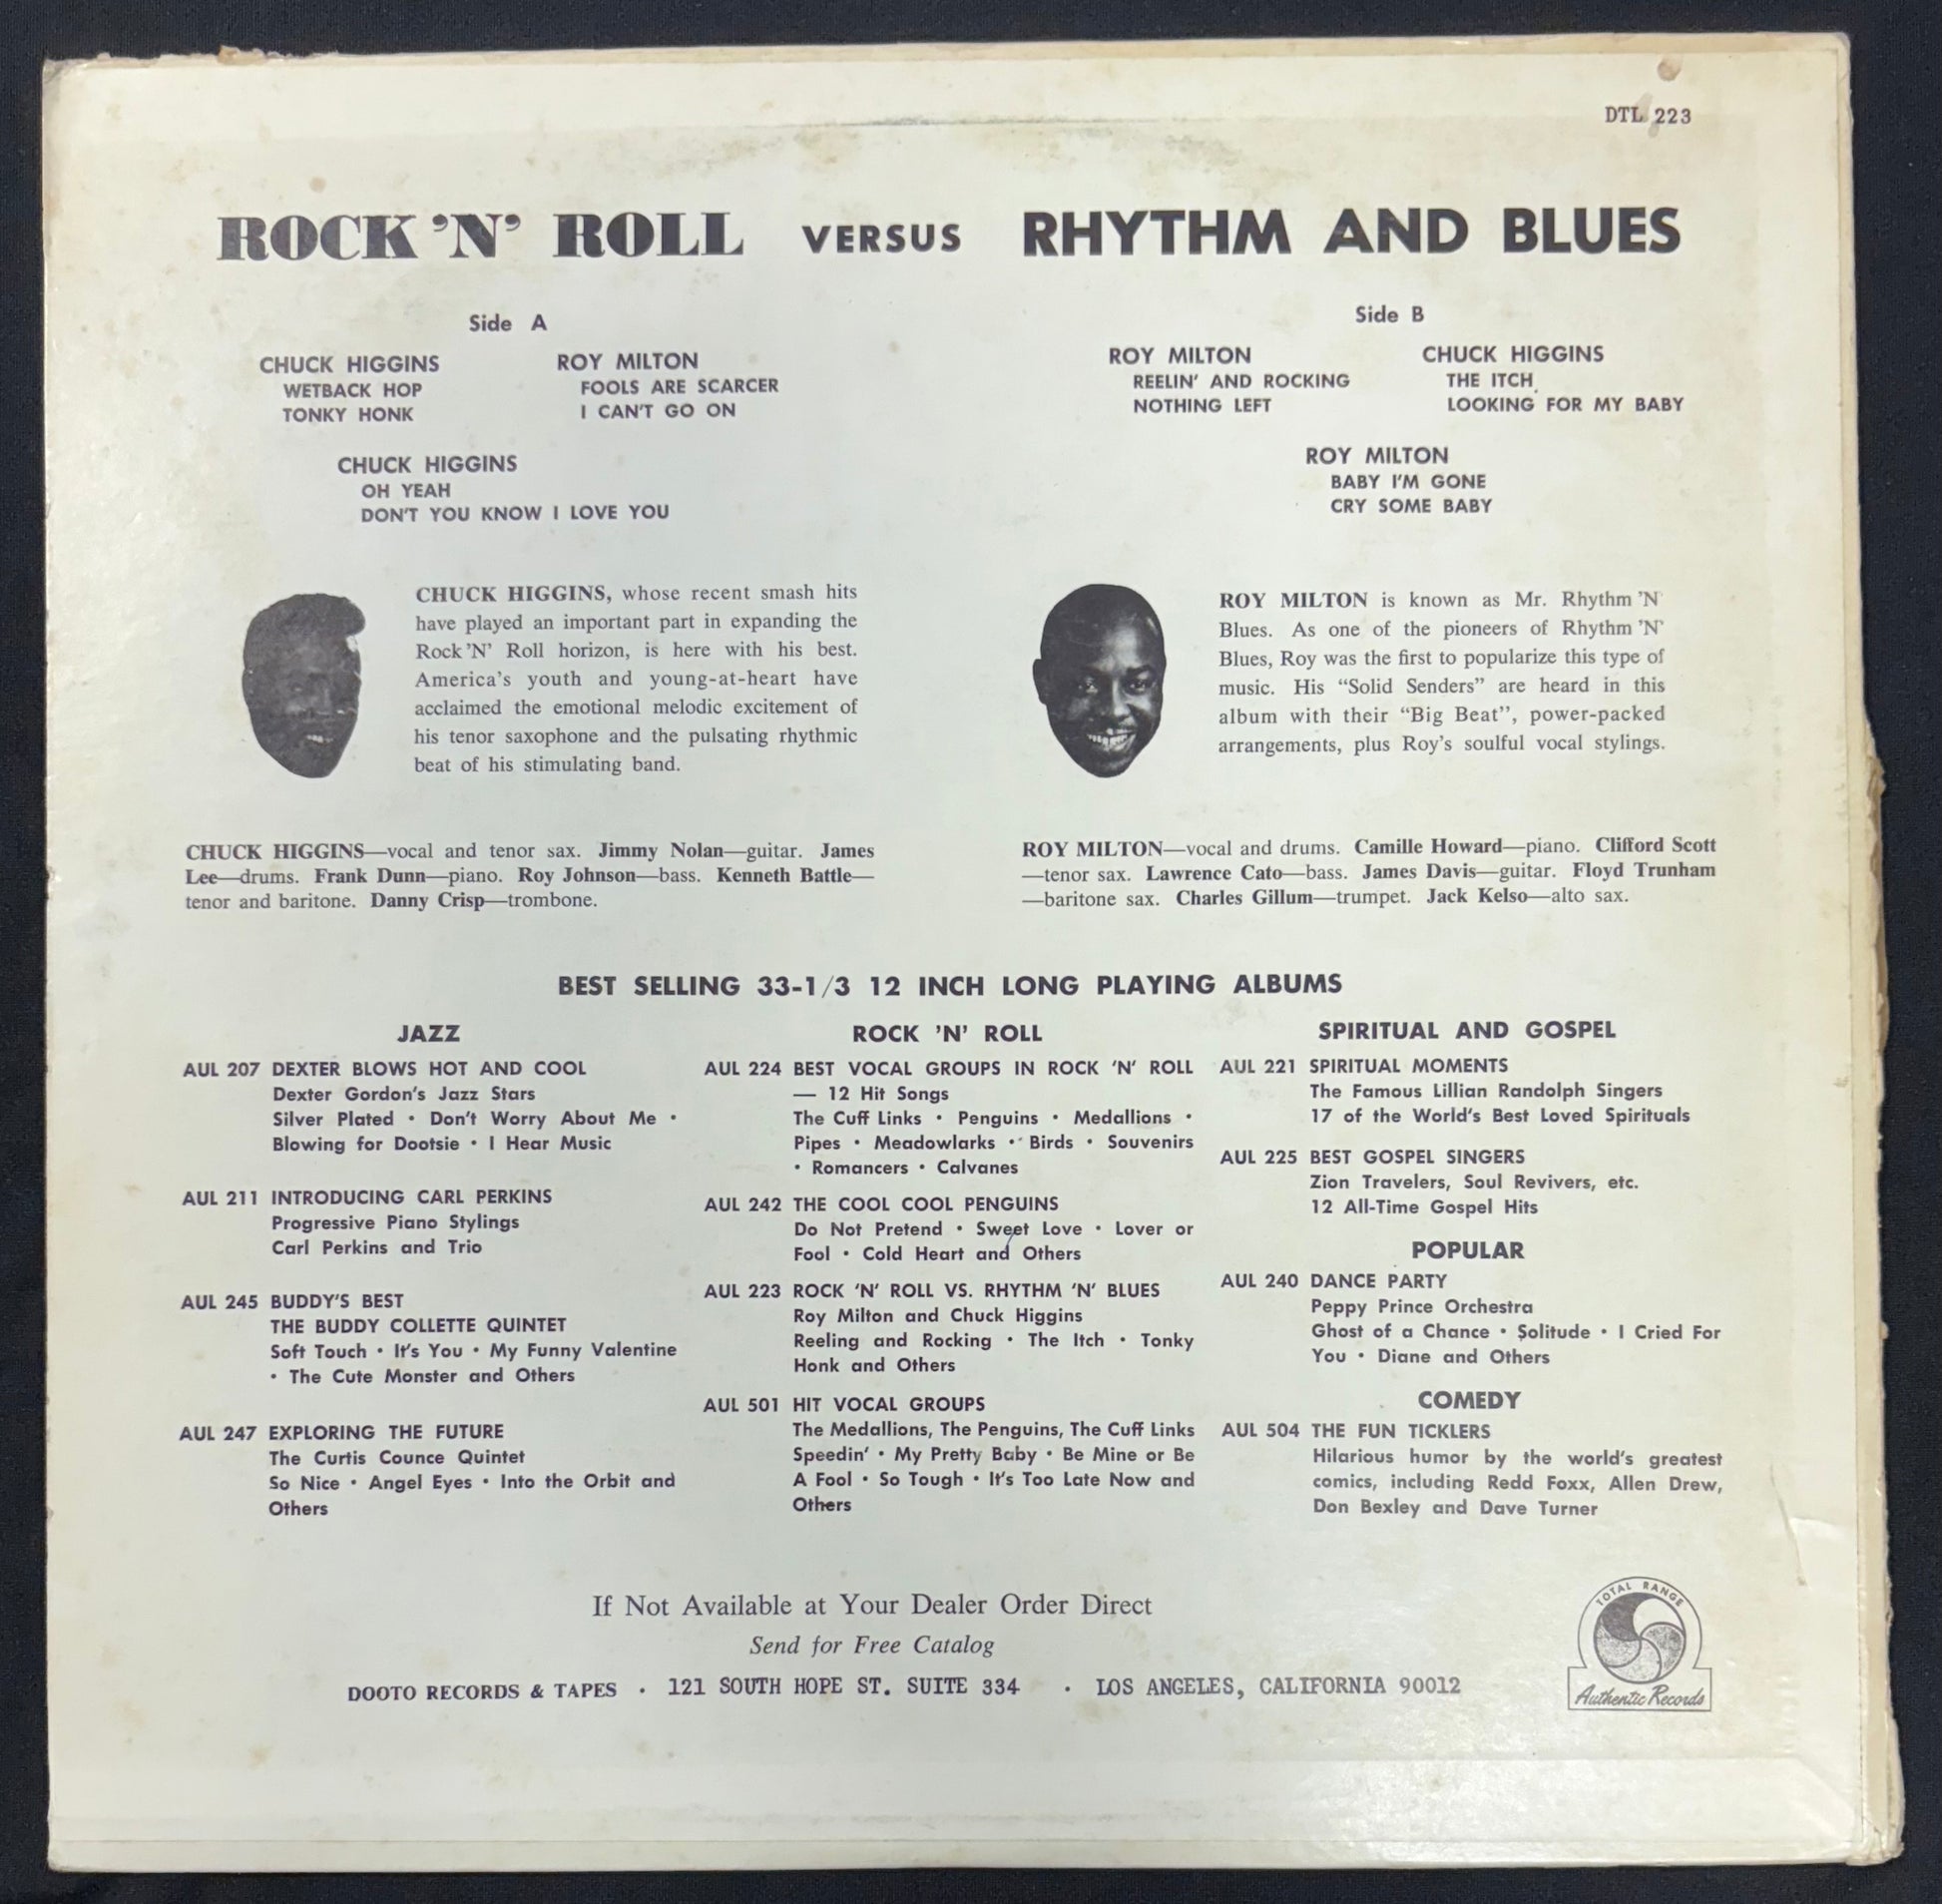 DTL 223
ROCK 'N' ROLL VERSUS RHYTHM AND BLUES
Side A
CHUCK HIGGINS
WETBACK HOP
TONKY HONK
ROY MILTON
FOOLS ARE SCARCER
I CAN'T GO ON
CHUCK HIGGINS
OH YEAH
DON'T YOU KNOW I LOVE YOU
Side B
ROY MILTON
REELIN' AND ROCKING
NOTHING LEFT
CHUCK HIGGINS
THE ITCH
LOOKING FOR MY BABY
ROY MILTON
BABY I'M GONE
CRY SOME BABY
CHUCK HIGGINS, whose recent smash hits
have played an important part in expanding the
Rock 'N' Roll horizon, is here with his best.
America's youth and young-at-heart have
acclaimed the emotional melodic excitement of
his tenor saxophone and the pulsating rhythmic
beat of his stimulating band.
ROY MILTON is known as Mr. Rhythm 'N'
Blues. As one of the pioneers of Rhythm 'N'
Blues, Roy was the first to popularize this type of
music. His “Solid Senders” are heard in this
album with their “Big Beat”, power-packed
arrangements, plus Roy's soulful vocal stylings.
CHUCK HIGGINS—vocal and tenor sax. Jimmy Nolan—guitar. James
Lee—drums. Frank Dunn—piano. Roy Johnson—bass. Kenneth Battle—
tenor and baritone. Danny Crisp—trombone.
ROY MILTON—vocal and drums. Camille Howard—piano. Clifford Scott
—tenor sax. Lawrence Cato—bass. James Davis—guitar. Floyd Trunham
—baritone sax. Charles Gillum—trumpet. Jack Kelso—alto sax.
BEST SELLING 33-1/3 12 INCH LONG PLAYING ALBUMS
JAZZ
AUL 207 DEXTER BLOWS HOT AND COOL
Dexter Gordon's Jazz Stars
Silver Plated • Don't Worry About Me •
Blowing for Dootsie • I Hear Music
AUL 211 INTRODUCING CARL PERKINS
Progressive Piano Stylings
Carl Perkins and Trio
AUL 245 BUDDY'S BEST
THE BUDDY COLLETTE QUINTET
Soft Touch • It's You • My Funny Valentine
• The Cute Monster and Others
AUL 247 EXPLORING THE FUTURE
The Curtis Counce Quintet
So Nice • Angel Eyes • Into the Orbit and
Others
ROCK 'N' ROLL
AUL 224 BEST VOCAL GROUPS IN ROCK 'N' ROLL
— 12 Hit Songs
The Cuff Links • Penguins • Medallions •
Pipes • Meadowlarks • Birds • Souvenirs
• Romancers • Calvanes
AUL 242 THE COOL COOL PENGUINS
Do Not Pretend • Sweet Love • Lover or
Fool • Cold Heart and Others
AUL 223 ROCK 'N' ROLL VS. RHYTHM 'N' BLUES
Roy Milton and Chuck Higgins
Reeling and Rocking • The Itch • Tonky
Honk and Others
AUL 501 HIT VOCAL GROUPS
The Medallions, The Penguins, The Cuff Links
Speedin' • My Pretty Baby • Be Mine or Be
A Fool • So Tough • It's Too Late Now and
Others
SPIRITUAL AND GOSPEL
AUL 221 SPIRITUAL MOMENTS
The Famous Lillian Randolph Singers
17 of the World's Best Loved Spirituals
AUL 225 BEST GOSPEL SINGERS
Zion Travelers, Soul Revivers, etc.
12 All-Time Gospel Hits
POPULAR
AUL 240 DANCE PARTY
Peppy Prince Orchestra
Ghost of a Chance • Solitude • I Cried For
You • Diane and Others
COMEDY
AUL 504 THE FUN TICKLERS
Hilarious humor by the world's greatest
comics, including Redd Foxx, Allen Drew,
Don Bexley and Dave Turner
If Not Available at Your Dealer Order Direct
Send for Free Catalog
DOOTO RECORDS & TAPES • 121 SOUTH HOPE ST. SUITE 334 • LOS ANGELES, CALIFORNIA 90012
TOTAL RANGE
Authentic Records